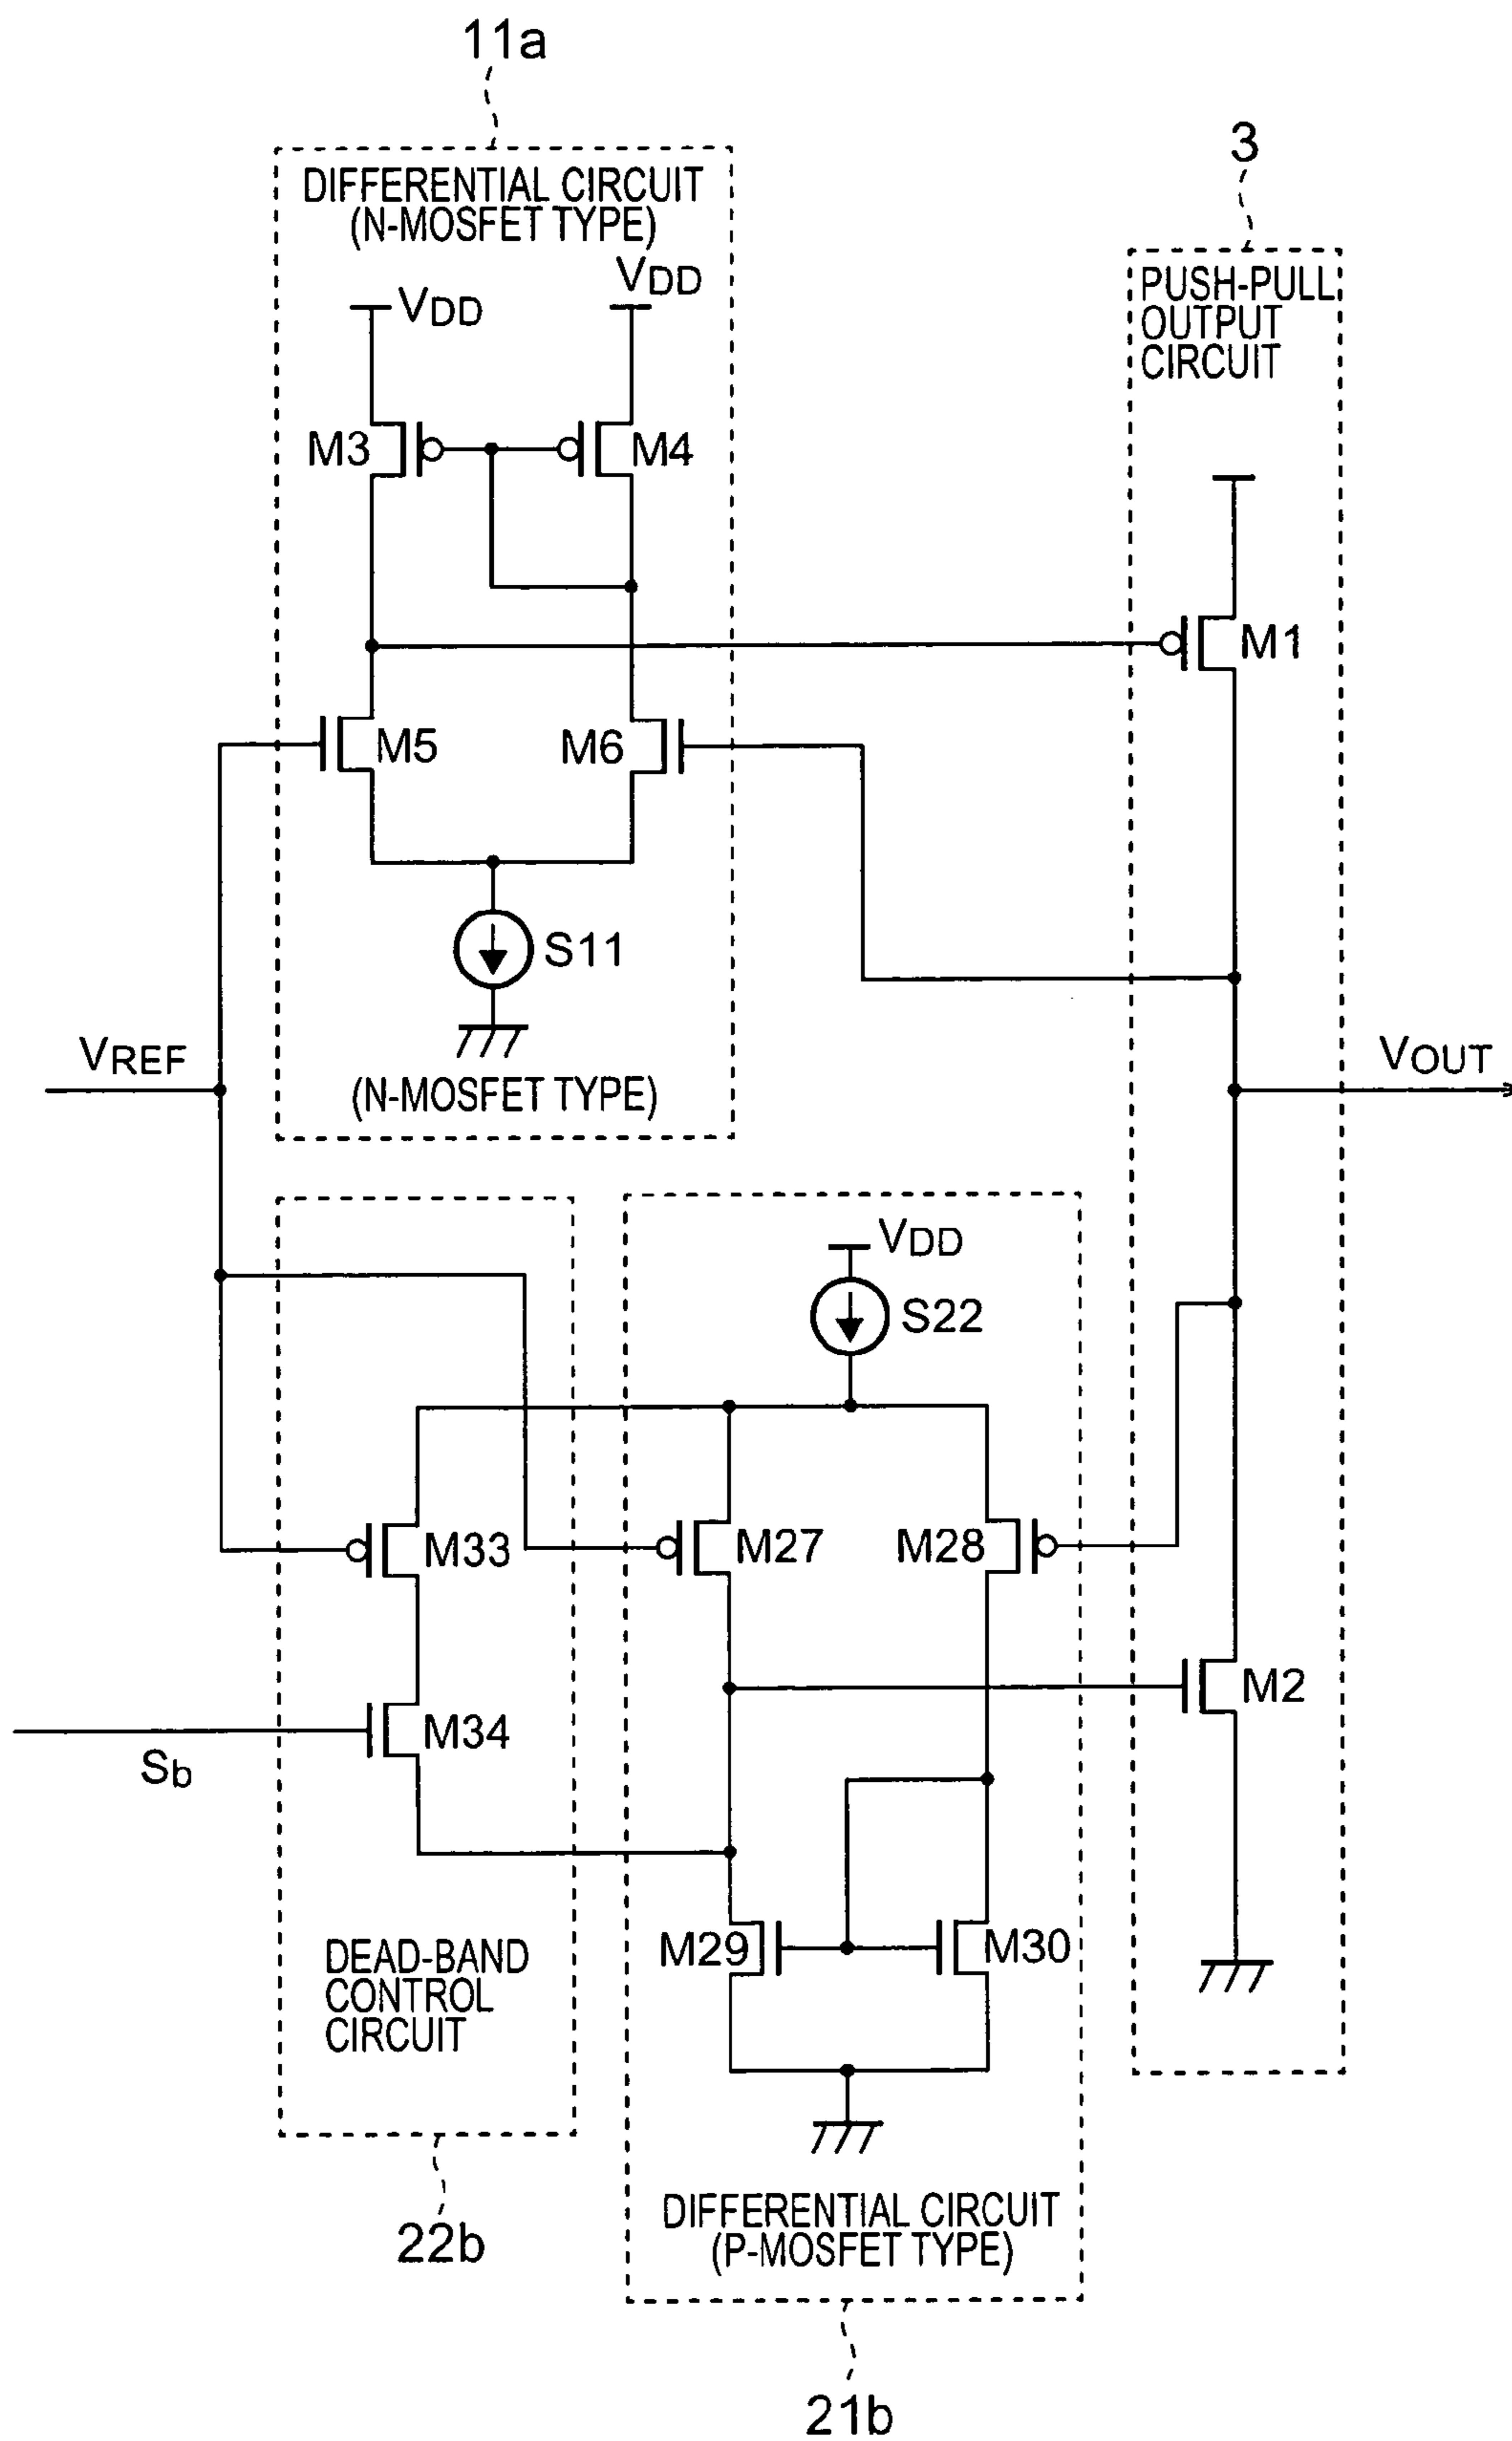 11a
3
DIFFERENTIAL CIRCUIT
(N-MOSFET TYPE)
VDD
VDD
PUSH-PULL
OUTPUT
CIRCUIT
M3
M4
M1
M5
M6
S11
VREF
VOUT
(N-MOSFET TYPE)
VDD
S22
M33
M27
M28
M2
M34
Sb
M29
M30
DEAD-BAND
CONTROL
CIRCUIT
22b
DIFFERENTIAL CIRCUIT
(P-MOSFET TYPE)
21b